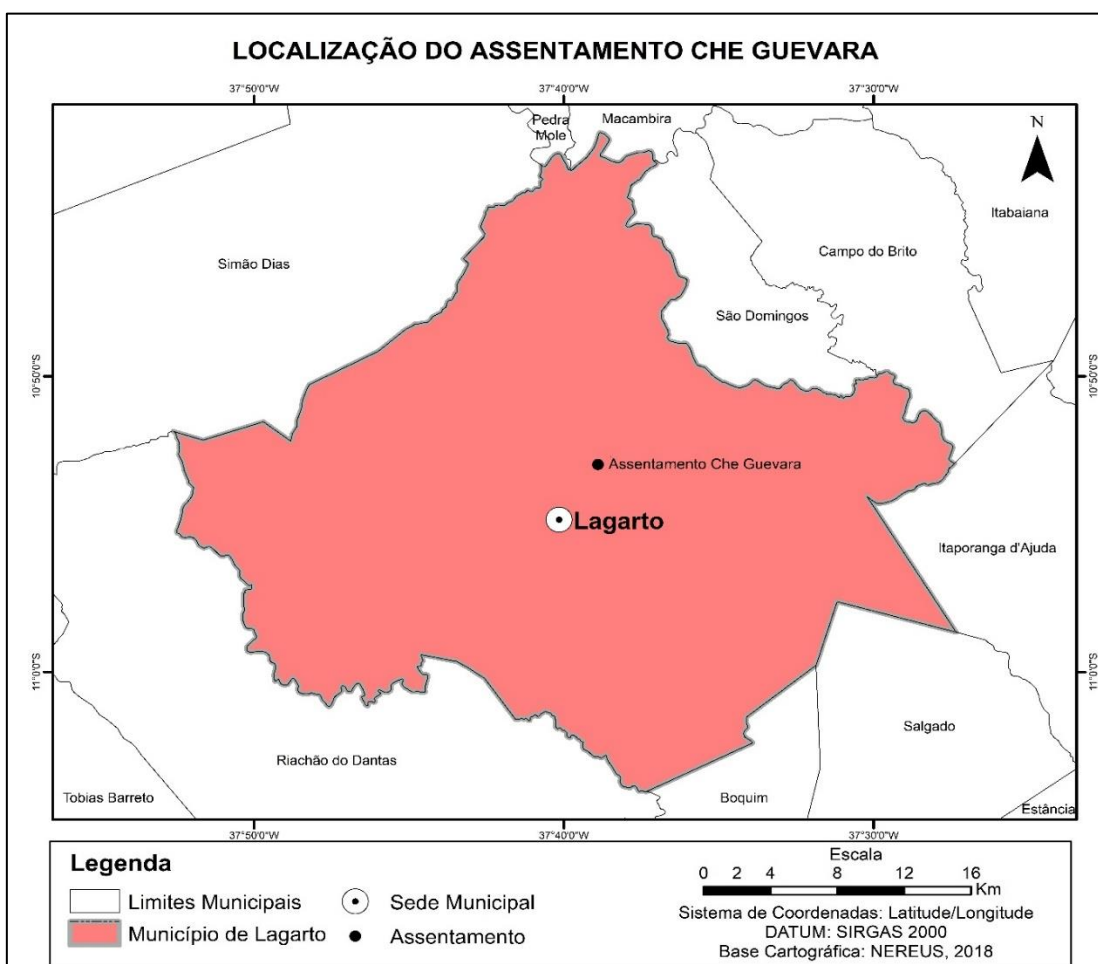 LOCALIZAÇÃO DO ASSENTAMENTO CHE GUEVARA
37°50'0"W
37°40'0"W
37°30'0"W
Pedra
Mole
Macambira
N
Itabaiana
Simão Dias
Campo do Brito
São Domingos
10°50'0"S
10°50'0"S
Assentamento Che Guevara
Lagarto
Itaporanga d'Ajuda
11°0'0"S
11°0'0"S
Salgado
Riachão do Dantas
Tobias Barreto
Boquim
Estância
37°50'0"W
37°40'0"W
37°30'0"W
Legenda
Limites Municipais
Sede Municipal
Município de Lagarto
Assentamento
Escala
0 2 4 8 12 16
Km
Sistema de Coordenadas: Latitude/Longitude
DATUM: SIRGAS 2000
Base Cartográfica: NEREUS, 2018